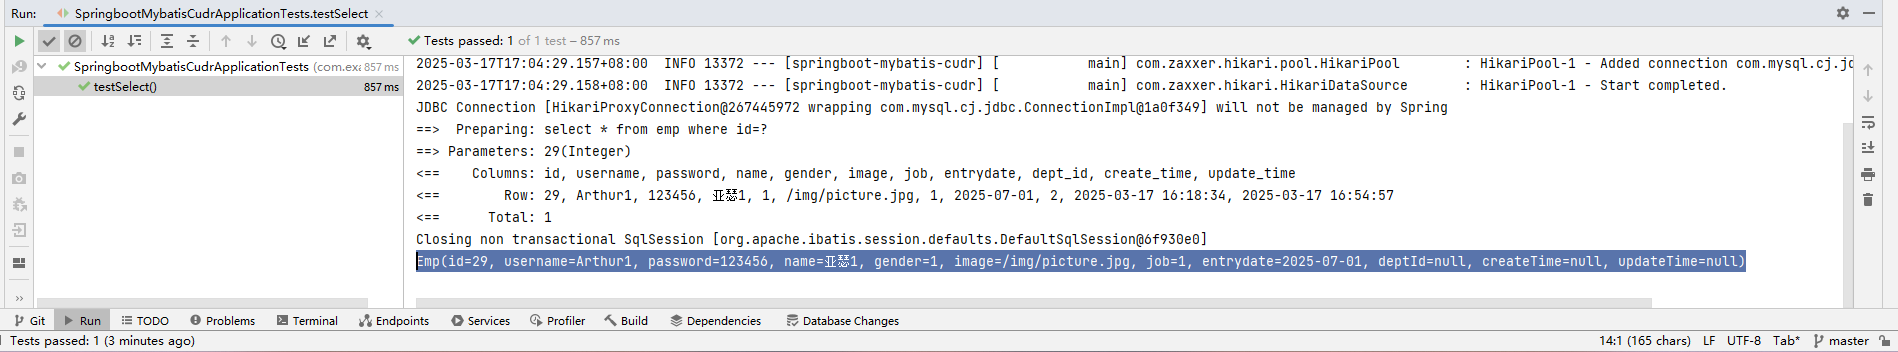 Run: SpringbootMybatisCudrApplicationTests.testSelect
Tests passed: 1 of 1 test – 857 ms
SpringbootMybatisCudrApplicationTests (com.exa 857 ms
testSelect() 857 ms
2025-03-17T17:04:29.157+08:00  INFO 13372 --- [springboot-mybatis-cudr] [           main] com.zaxxer.hikari.pool.HikariPool        : HikariPool-1 - Added connection com.mysql.cj.jd
2025-03-17T17:04:29.158+08:00  INFO 13372 --- [springboot-mybatis-cudr] [           main] com.zaxxer.hikari.HikariDataSource       : HikariPool-1 - Start completed.
JDBC Connection [HikariProxyConnection@267445972 wrapping com.mysql.cj.jdbc.ConnectionImpl@1a0f349] will not be managed by Spring
==>  Preparing: select * from emp where id=?
==> Parameters: 29(Integer)
<==    Columns: id, username, password, name, gender, image, job, entrydate, dept_id, create_time, update_time
<==        Row: 29, Arthur1, 123456, 亚瑟1, 1, /img/picture.jpg, 1, 2025-07-01, 2, 2025-03-17 16:18:34, 2025-03-17 16:54:57
<==      Total: 1
Closing non transactional SqlSession [org.apache.ibatis.session.defaults.DefaultSqlSession@6f930e0]
Emp(id=29, username=Arthur1, password=123456, name=亚瑟1, gender=1, image=/img/picture.jpg, job=1, entrydate=2025-07-01, deptId=null, createTime=null, updateTime=null)
Git Run TODO Problems Terminal Endpoints Services Profiler Build Dependencies Database Changes
Tests passed: 1 (3 minutes ago) 14:1 (165 chars) LF UTF-8 Tab* master